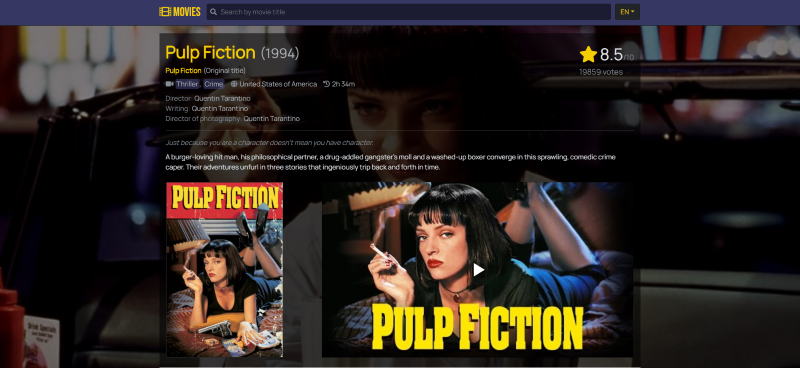 MOVIES
Search by movie title
EN
Pulp Fiction (1994)
8.5/10
19859 votes
Pulp Fiction (Original title)
Thriller, Crime United States of America 2h 34m
Director: Quentin Tarantino
Writing: Quentin Tarantino
Director of photography: Quentin Tarantino
Just because you are a character doesn't mean you have character.
A burger-loving hit man, his philosophical partner, a drug-addled gangster's moll and a washed-up boxer converge in this sprawling, comedic crime
caper. Their adventures unfurl in three stories that ingeniously trip back and forth in time.
PULP FICTION
PULP FICTION
Drink Specials